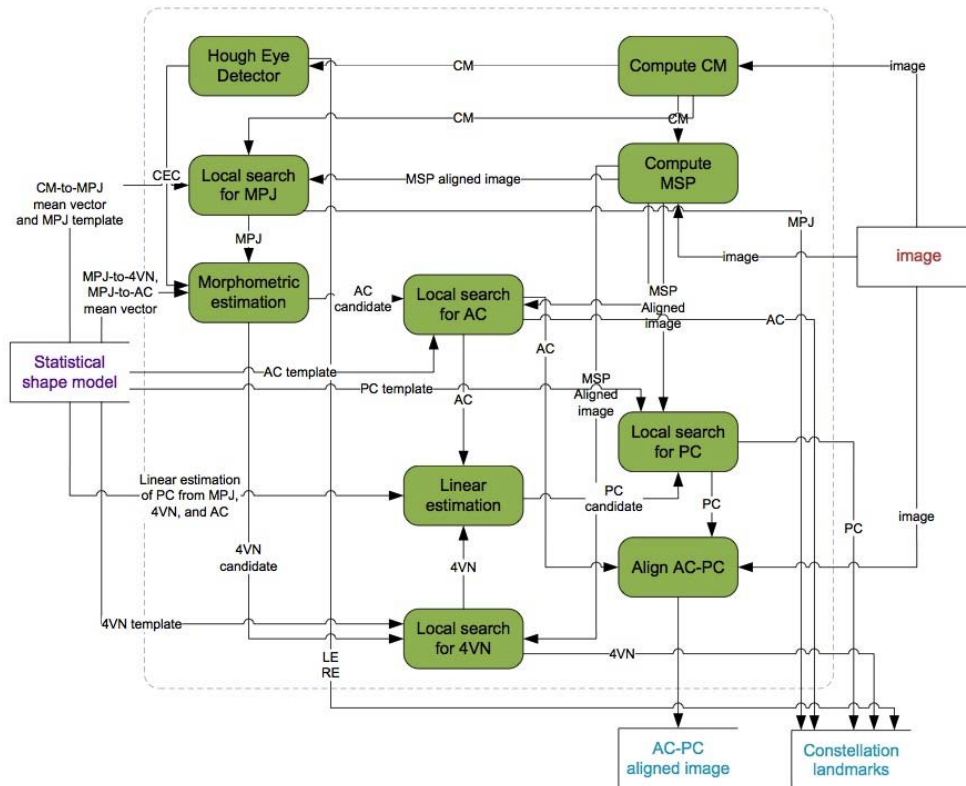 Hough Eye
Detector
CM
Compute CM
image
CM
CM
CEC
Local search
for MPJ
MSP aligned image
Compute
MSP
CM-to-MPJ
mean vector
and MPJ template
MPJ
MPJ
image
image
MPJ-to-4VN,
MPJ-to-AC
mean vector
Morphometric
estimation
AC
candidate
Local search
for AC
MSP
Aligned
image
AC
AC
Statistical
shape model
AC template
PC template
AC
MSP
Aligned
image
Local search
for PC
Linear estimation
of PC from MPJ,
4VN, and AC
Linear
estimation
PC
candidate
PC
PC
image
4VN
candidate
4VN
Align AC-PC
4VN template
Local search
for 4VN
4VN
LE
RE
AC-PC
aligned image
Constellation
landmarks